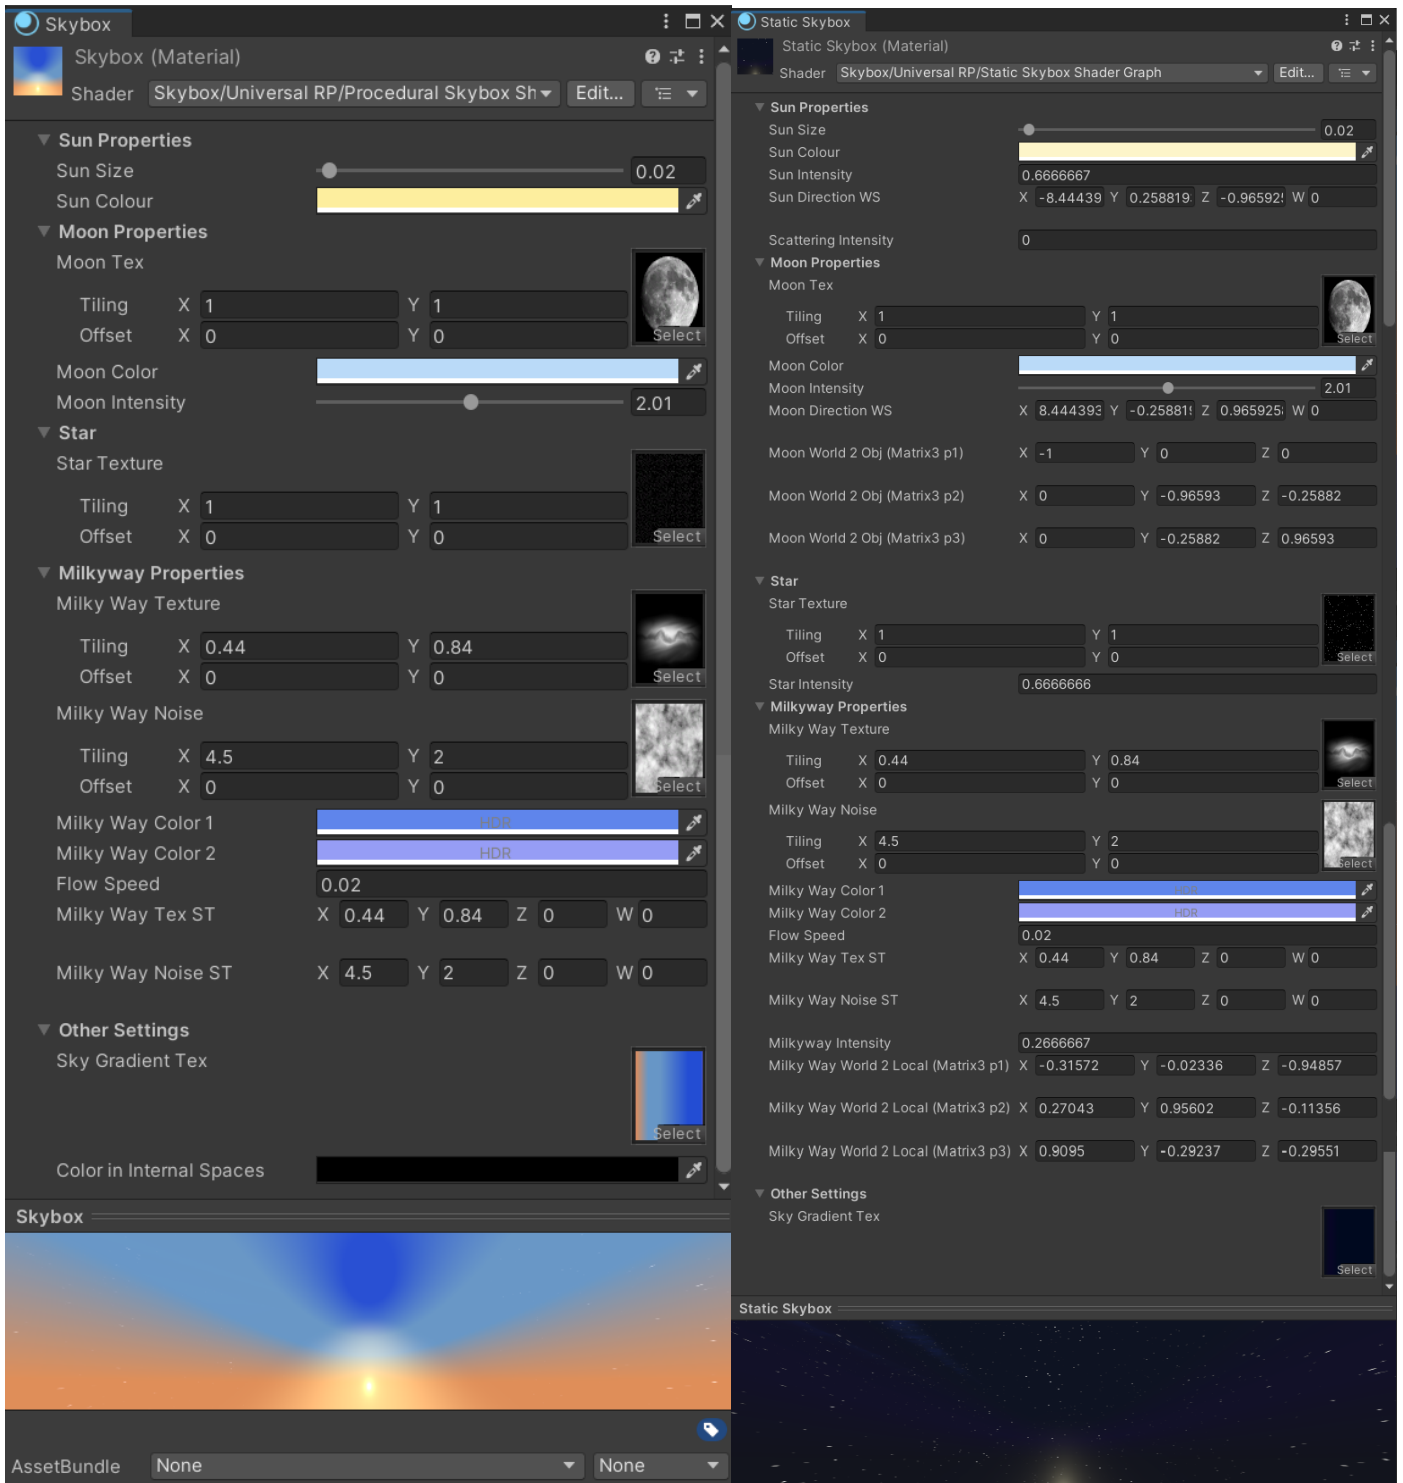 Skybox
Skybox (Material)
Shader Skybox/Universal RP/Procedural Skybox Sh Edit...
Sun Properties
Sun Size 0.02
Sun Colour
Moon Properties
Moon Tex
Tiling X 1 Y 1
Offset X 0 Y 0
Select
Moon Color
Moon Intensity 2.01
Star
Star Texture
Tiling X 1 Y 1
Offset X 0 Y 0
Select
Milkyway Properties
Milky Way Texture
Tiling X 0.44 Y 0.84
Offset X 0 Y 0
Select
Milky Way Noise
Tiling X 4.5 Y 2
Offset X 0 Y 0
Select
Milky Way Color 1 HDR
Milky Way Color 2 HDR
Flow Speed 0.02
Milky Way Tex ST X 0.44 Y 0.84 Z 0 W 0
Milky Way Noise ST X 4.5 Y 2 Z 0 W 0
Other Settings
Sky Gradient Tex
Select
Color in Internal Spaces
Skybox
AssetBundle None None
Static Skybox
Static Skybox (Material)
Shader Skybox/Universal RP/Static Skybox Shader Graph Edit...
Sun Properties
Sun Size 0.02
Sun Colour
Sun Intensity 0.6666667
Sun Direction WS X -8.44439 Y 0.258819 Z -0.96592 W 0
Scattering Intensity 0
Moon Properties
Moon Tex
Tiling X 1 Y 1
Offset X 0 Y 0
Select
Moon Color
Moon Intensity 2.01
Moon Direction WS X 8.444393 Y -0.25881 Z 0.965925 W 0
Moon World 2 Obj (Matrix3 p1) X -1 Y 0 Z 0
Moon World 2 Obj (Matrix3 p2) X 0 Y -0.96593 Z -0.25882
Moon World 2 Obj (Matrix3 p3) X 0 Y -0.25882 Z 0.96593
Star
Star Texture
Tiling X 1 Y 1
Offset X 0 Y 0
Select
Star Intensity 0.6666666
Milkyway Properties
Milky Way Texture
Tiling X 0.44 Y 0.84
Offset X 0 Y 0
Select
Milky Way Noise
Tiling X 4.5 Y 2
Offset X 0 Y 0
Select
Milky Way Color 1 HDR
Milky Way Color 2 HDR
Flow Speed 0.02
Milky Way Tex ST X 0.44 Y 0.84 Z 0 W 0
Milky Way Noise ST X 4.5 Y 2 Z 0 W 0
Milkyway Intensity 0.2666667
Milky Way World 2 Local (Matrix3 p1) X -0.31572 Y -0.02336 Z -0.94857
Milky Way World 2 Local (Matrix3 p2) X 0.27043 Y 0.95602 Z -0.11356
Milky Way World 2 Local (Matrix3 p3) X 0.9095 Y -0.29237 Z -0.29551
Other Settings
Sky Gradient Tex
Select
Static Skybox